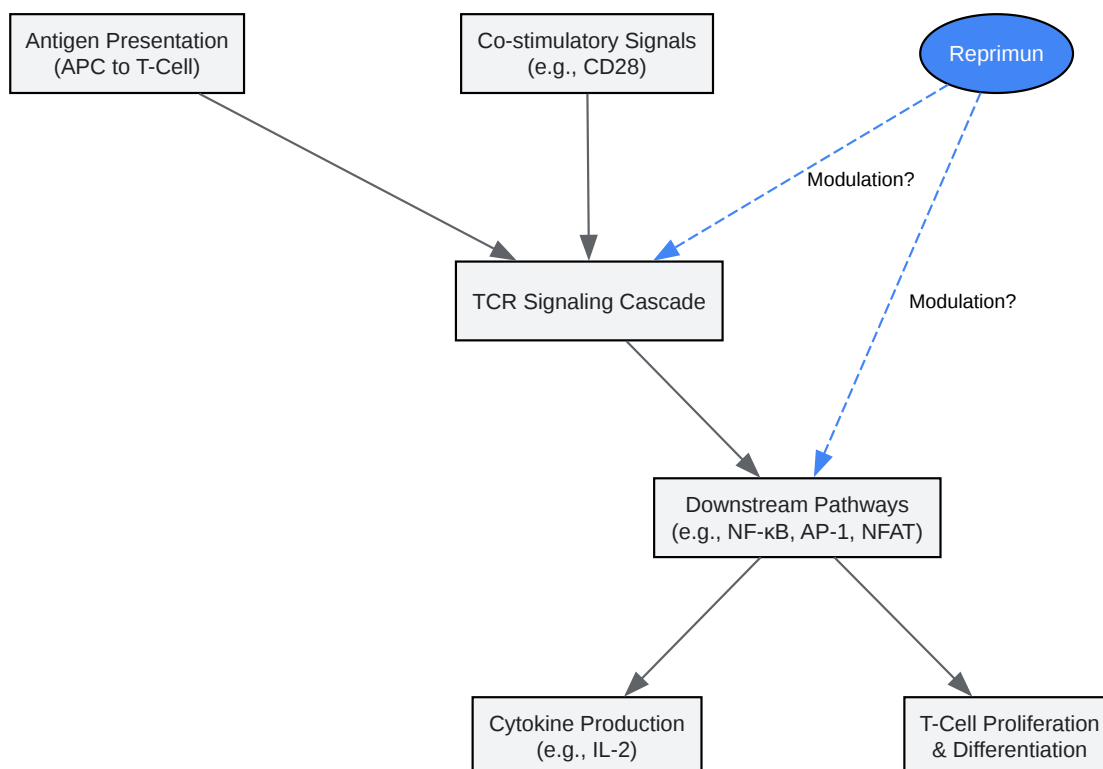 Antigen Presentation
(APC to T-Cell)
Co-stimulatory Signals
(e.g., CD28)
Reprimun
Modulation?
TCR Signaling Cascade
Modulation?
Downstream Pathways
(e.g., NF-κB, AP-1, NFAT)
Cytokine Production
(e.g., IL-2)
T-Cell Proliferation
& Differentiation